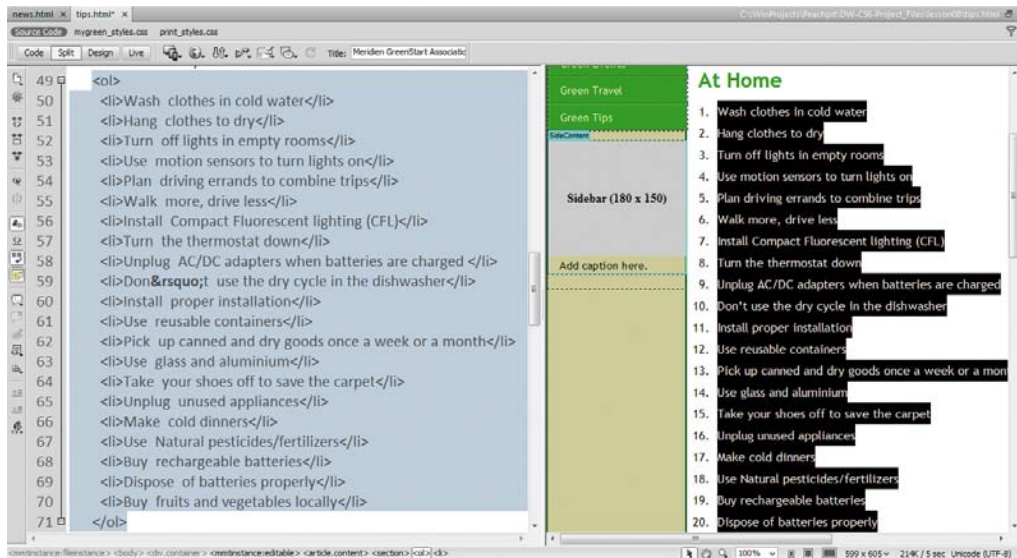 news.html x tips.html* x C:\WinProjects\Peachpit\DW-CS6-Project_Files\lesson08\tips.html
Source Code mygreen_styles.css print_styles.css
Code Split Design Live Title: Meridien GreenStart Associatio
49 <ol>
50 <li>Wash clothes in cold water</li>
51 <li>Hang clothes to dry</li>
52 <li>Turn off lights in empty rooms</li>
53 <li>Use motion sensors to turn lights on</li>
54 <li>Plan driving errands to combine trips</li>
55 <li>Walk more, drive less</li>
56 <li>Install Compact Fluorescent lighting (CFL)</li>
57 <li>Turn the thermostat down</li>
58 <li>Unplug AC/DC adapters when batteries are charged </li>
59 <li>Don&rsquo;t use the dry cycle in the dishwasher</li>
60 <li>Install proper installation</li>
61 <li>Use reusable containers</li>
62 <li>Pick up canned and dry goods once a week or a month</li>
63 <li>Use glass and aluminium</li>
64 <li>Take your shoes off to save the carpet</li>
65 <li>Unplug unused appliances</li>
66 <li>Make cold dinners</li>
67 <li>Use Natural pesticides/fertilizers</li>
68 <li>Buy rechargeable batteries</li>
69 <li>Dispose of batteries properly</li>
70 <li>Buy fruits and vegetables locally</li>
71 </ol>
Green Travel
Green Tips
SideContent
Sidebar (180 x 150)
Add caption here.
At Home
1. Wash clothes in cold water
2. Hang clothes to dry
3. Turn off lights in empty rooms
4. Use motion sensors to turn lights on
5. Plan driving errands to combine trips
6. Walk more, drive less
7. Install Compact Fluorescent lighting (CFL)
8. Turn the thermostat down
9. Unplug AC/DC adapters when batteries are charged
10. Don't use the dry cycle in the dishwasher
11. Install proper installation
12. Use reusable containers
13. Pick up canned and dry goods once a week or a mon
14. Use glass and aluminium
15. Take your shoes off to save the carpet
16. Unplug unused appliances
17. Make cold dinners
18. Use Natural pesticides/fertilizers
19. Buy rechargeable batteries
20. Dispose of batteries properly
<mmtinstance:fileinstance> <body> <div.container> <mmtinstance:editable> <article.content> <section> <ol> <li> 100% 599 x 605 214K / 5 sec Unicode (UTF-8)